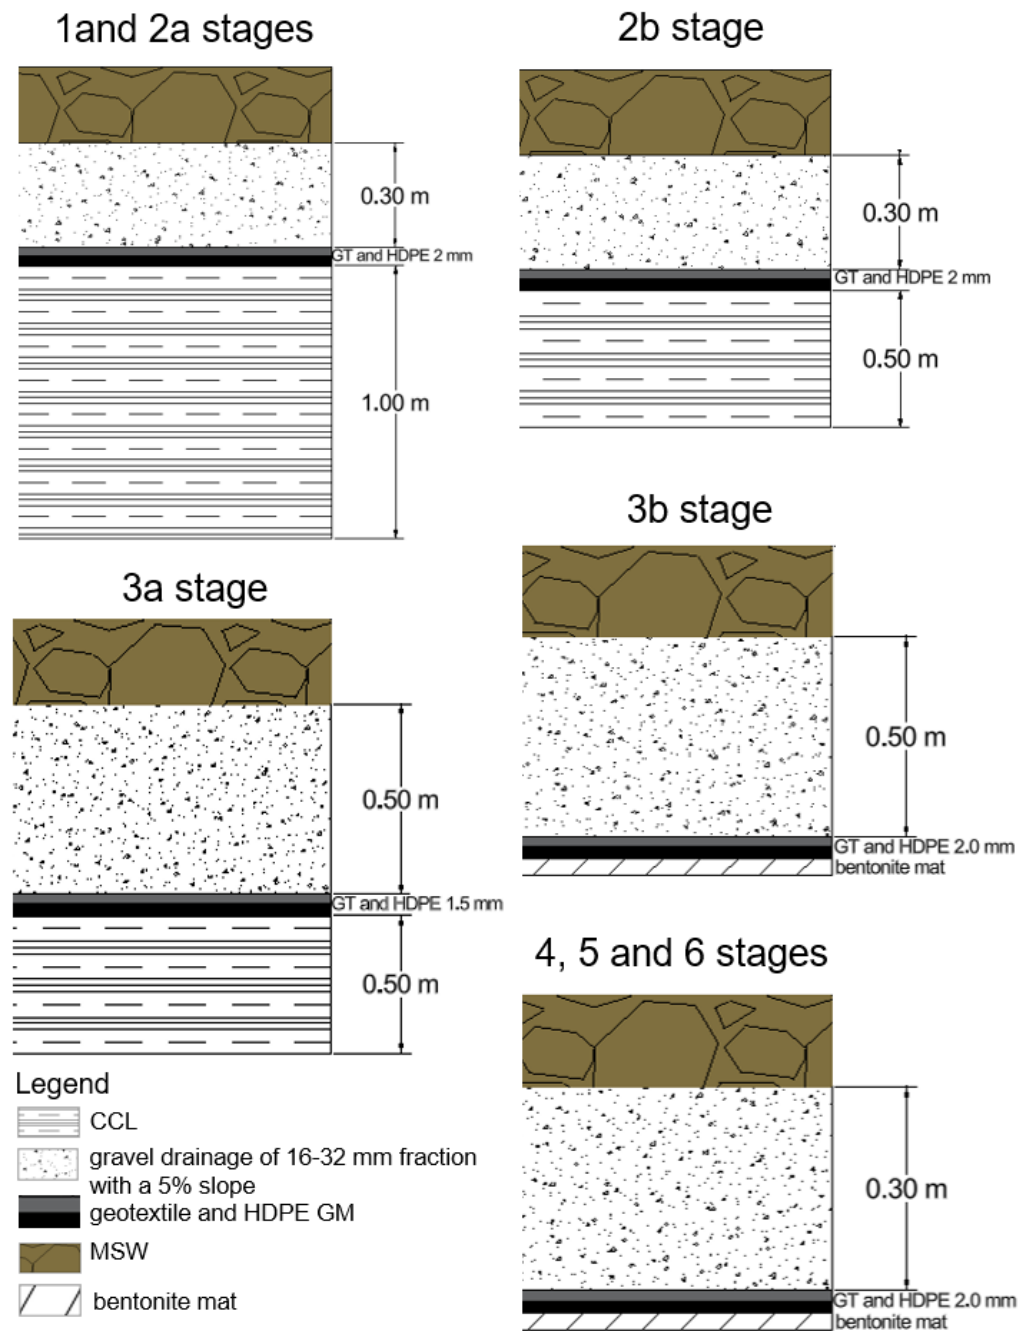 1and 2a stages
0.30 m
GT and HDPE 2 mm
1.00 m
2b stage
0.30 m
GT and HDPE 2 mm
0.50 m
3a stage
0.50 m
GT and HDPE 1.5 mm
0.50 m
3b stage
0.50 m
GT and HDPE 2.0 mm
bentonite mat
4, 5 and 6 stages
0.30 m
GT and HDPE 2.0 mm
bentonite mat
Legend
CCL
gravel drainage of 16-32 mm fraction
with a 5% slope
geotextile and HDPE GM
MSW
bentonite mat